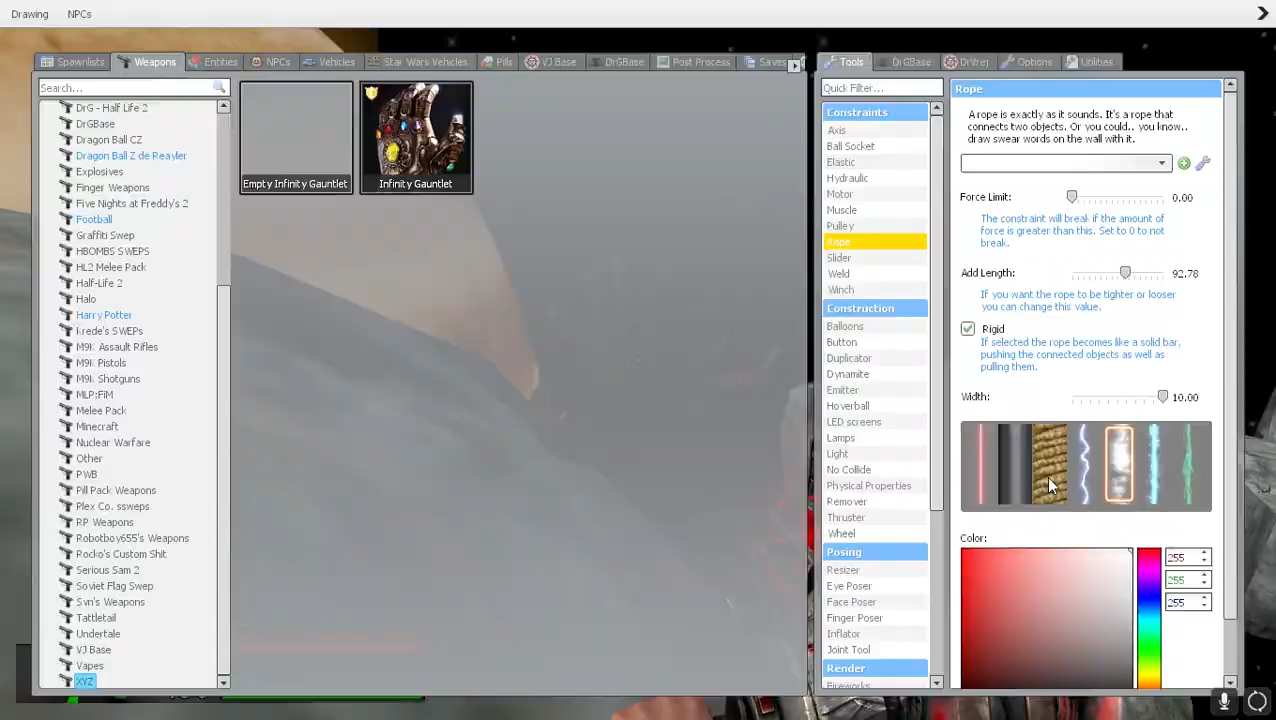 Drawing NPCs
Spawnlists Weapons Entities NPCs Vehicles Star Wars Vehicles Pills VJ Base DrGBase Post Process Saves
Search...
DrG - Half Life 2
DrGBase
Dragon Ball CZ
Dragon Ball Z de Reayler
Explosives
Finger Weapons
Five Nights at Freddy's 2
Football
Graffiti Swep
HBOMBS SWEPS
HL2 Melee Pack
Half-Life 2
Halo
Harry Potter
krede's SWEPs
M9K Assault Rifles
M9K Pistols
M9K Shotguns
MLP:FiM
Melee Pack
Minecraft
Nuclear Warfare
Other
PWB
Pill Pack Weapons
Plex Co. ssweps
RP Weapons
Robotboy655's Weapons
Rocko's Custom Shit
Serious Sam 2
Soviet Flag Swep
Svn's Weapons
Tattletail
Undertale
VJ Base
Vapes
XYZ
Empty Infinity Gauntlet
Infinity Gauntlet
Tools DrGBase DrVrej Options Utilities
Quick Filter...
Constraints
Axis
Ball Socket
Elastic
Hydraulic
Motor
Muscle
Pulley
Rope
Slider
Weld
Winch
Construction
Balloons
Button
Duplicator
Dynamite
Emitter
Hoverball
LED screens
Lamps
Light
No Collide
Physical Properties
Remover
Thruster
Wheel
Posing
Resizer
Eye Poser
Face Poser
Finger Poser
Inflator
Joint Tool
Render
Fireworks
Rope
A rope is exactly as it sounds. It's a rope that
connects two objects. Or you could.. you know..
draw swear words on the wall with it.
Force Limit: 0.00
The constraint will break if the amount of
force is greater than this. Set to 0 to not
break.
Add Length: 92.78
If you want the rope to be tighter or looser
you can change this value.
Rigid
If selected the rope becomes like a solid bar,
pushing the connected objects as well as
pulling them.
Width: 10.00
Color:
255
255
255